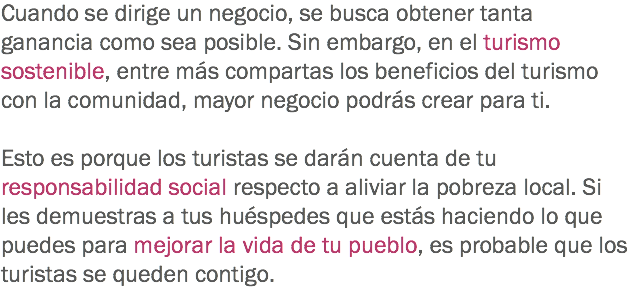 Cuando se dirige un negocio, se busca obtener tanta
ganancia como sea posible. Sin embargo, en el turismo
sostenible, entre más compartas los beneficios del turismo
con la comunidad, mayor negocio podrás crear para ti.
Esto es porque los turistas se darán cuenta de tu
responsabilidad social respecto a aliviar la pobreza local. Si
les demuestras a tus huéspedes que estás haciendo lo que
puedes para mejorar la vida de tu pueblo, es probable que los
turistas se queden contigo.